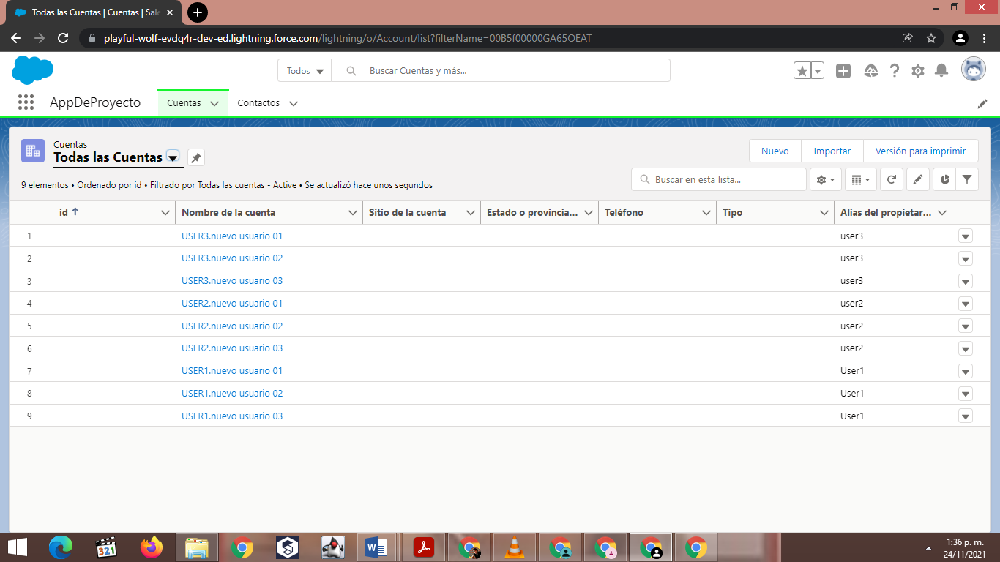 Todas las Cuentas | Cuentas | Sale
playful-wolf-evdq4r-dev-ed.lightning.force.com/lightning/o/Account/list?filterName=00B5f00000GA65OEAT
Todos
Buscar Cuentas y más...
AppDeProyecto
Cuentas
Contactos
Cuentas
Todas las Cuentas
Nuevo
Importar
Versión para imprimir
9 elementos • Ordenado por id • Filtrado por Todas las cuentas - Active • Se actualizó hace unos segundos
Buscar en esta lista...
id Nombre de la cuenta Sitio de la cuenta Estado o provincia... Teléfono Tipo Alias del propietar...
1 USER3.nuevo usuario 01 user3
2 USER3.nuevo usuario 02 user3
3 USER3.nuevo usuario 03 user3
4 USER2.nuevo usuario 01 user2
5 USER2.nuevo usuario 02 user2
6 USER2.nuevo usuario 03 user2
7 USER1.nuevo usuario 01 User1
8 USER1.nuevo usuario 02 User1
9 USER1.nuevo usuario 03 User1
321
1:36 p. m.
24/11/2021